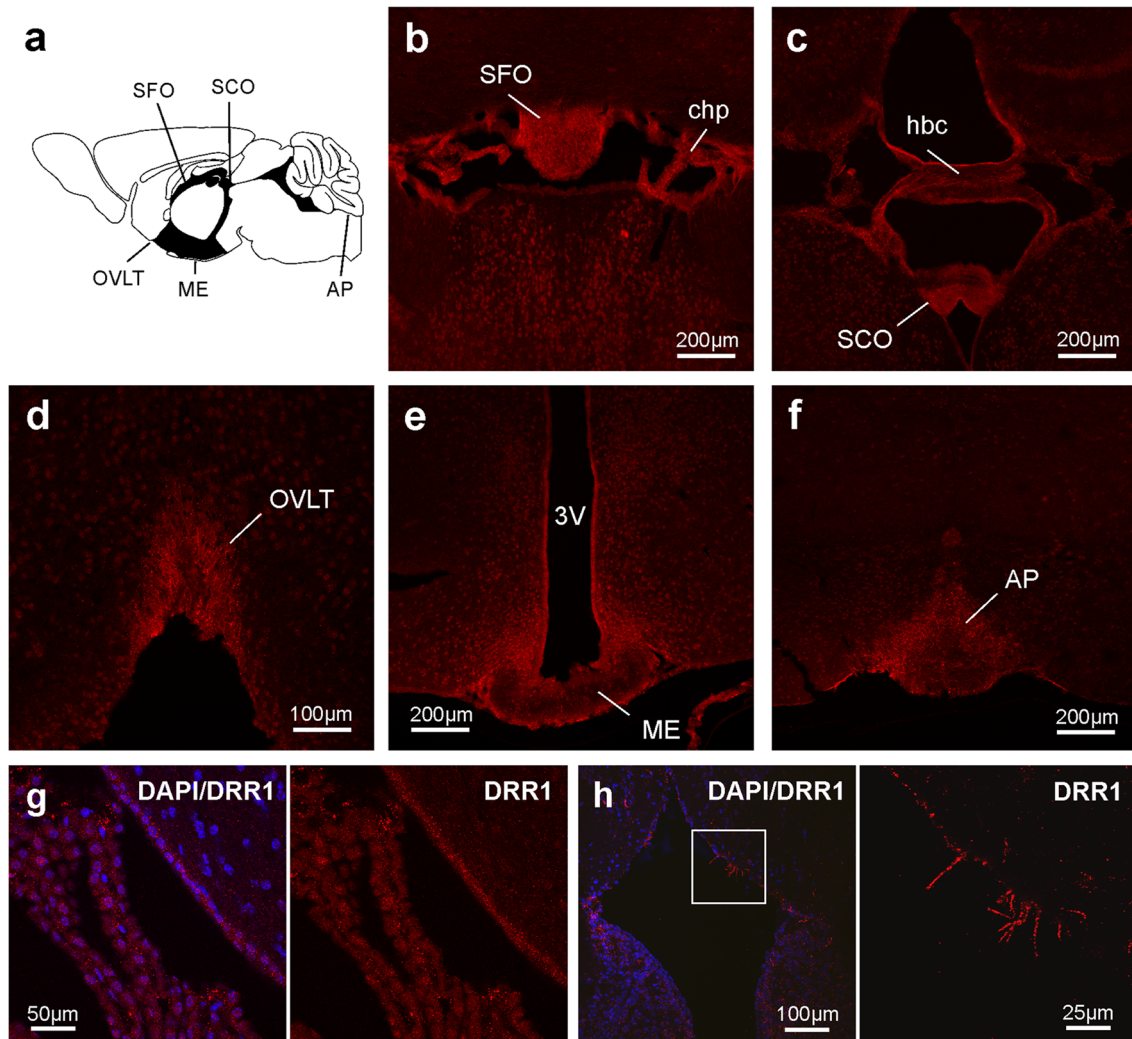 a
SFO
SCO
OVLT
ME
AP
b
SFO
chp
200µm
c
hbc
SCO
200µm
d
OVLT
100µm
e
3V
200µm
ME
f
AP
200µm
g
DAPI/DRR1
50µm
DRR1
h
DAPI/DRR1
100µm
DRR1
25µm